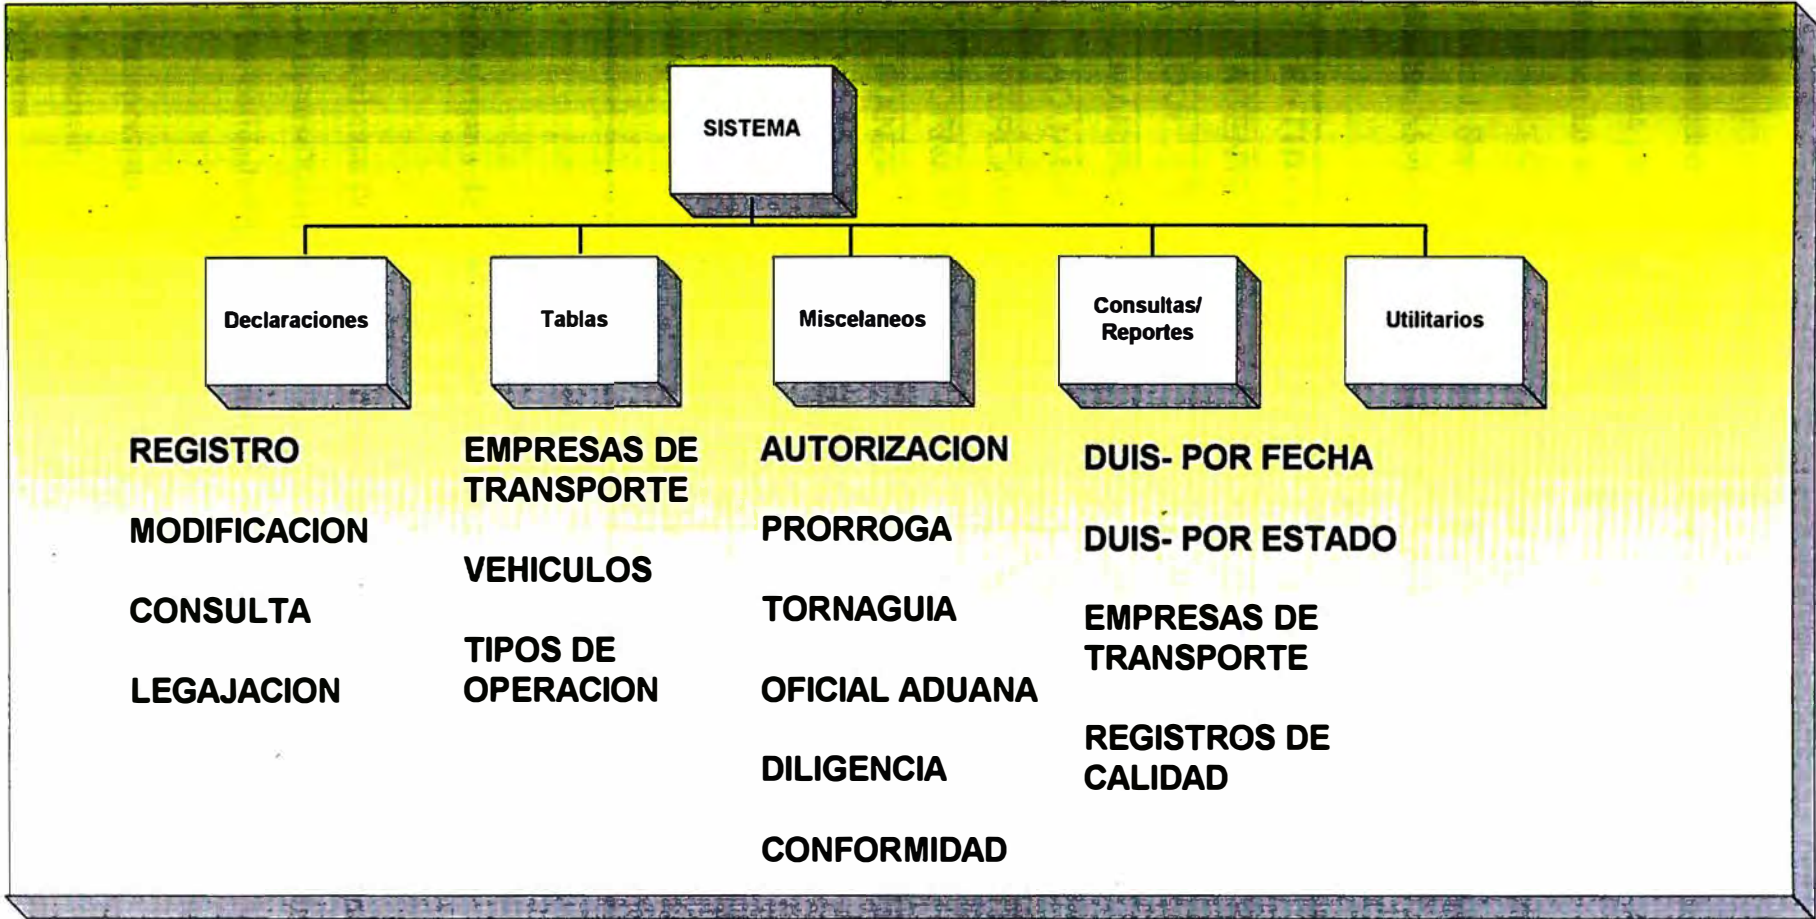 SISTEMA
Declaraciones
Tablas
Miscelaneos
Consultas/
Reportes
Utilitarios
REGISTRO
MODIFICACION
CONSULTA
LEGAJACION
EMPRESAS DE
TRANSPORTE
VEHICULOS
TIPOS DE
OPERACION
AUTORIZACION
PRORROGA
TORNAGUIA
OFICIAL ADUANA
DILIGENCIA
CONFORMIDAD
DUIS- POR FECHA
DUIS- POR ESTADO
EMPRESAS DE
TRANSPORTE
REGISTROS DE
CALIDAD